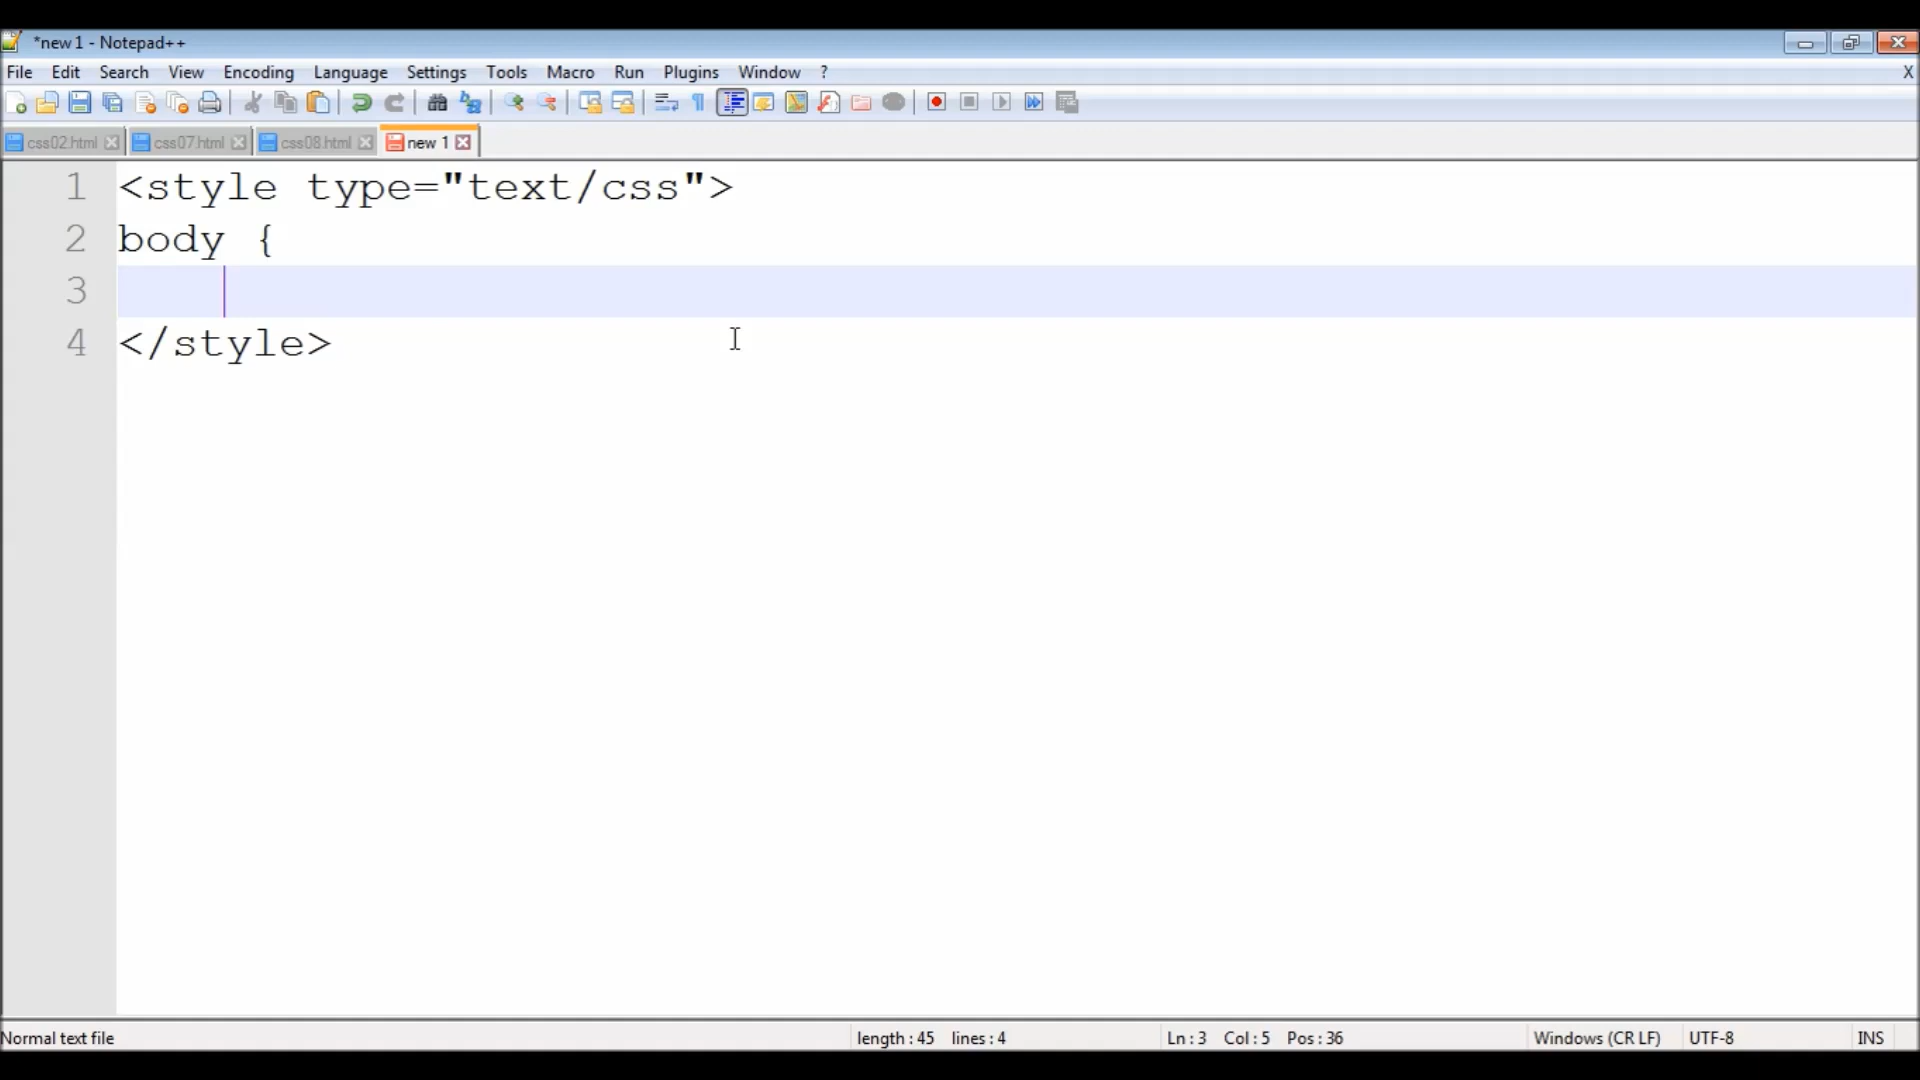 *new 1 - Notepad++
File Edit Search View Encoding Language Settings Tools Macro Run Plugins Window ? X
css02.html css07.html css08.html new 1
1 <style type="text/css">
2 body {
3
4 </style>
Normal text file length : 45 lines : 4 Ln : 3 Col : 5 Pos : 36 Windows (CR LF) UTF-8 INS